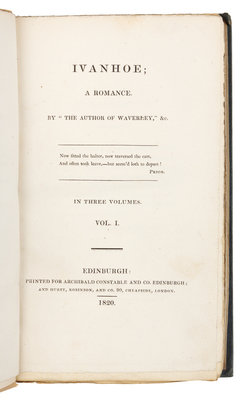 IVANHOE;
A ROMANCE.
BY "THE AUTHOR OF WAVERLEY," &c.
Now fitted the halter, now traversed the cart,
And often took leave,—but seem'd loth to depart!
PRIOR.
IN THREE VOLUMES.
VOL. I.
EDINBURGH:
PRINTED FOR ARCHIBALD CONSTABLE AND CO. EDINBURGH;
AND HURST, ROBINSON, AND CO. 90, CHEAPSIDE, LONDON.
1820.